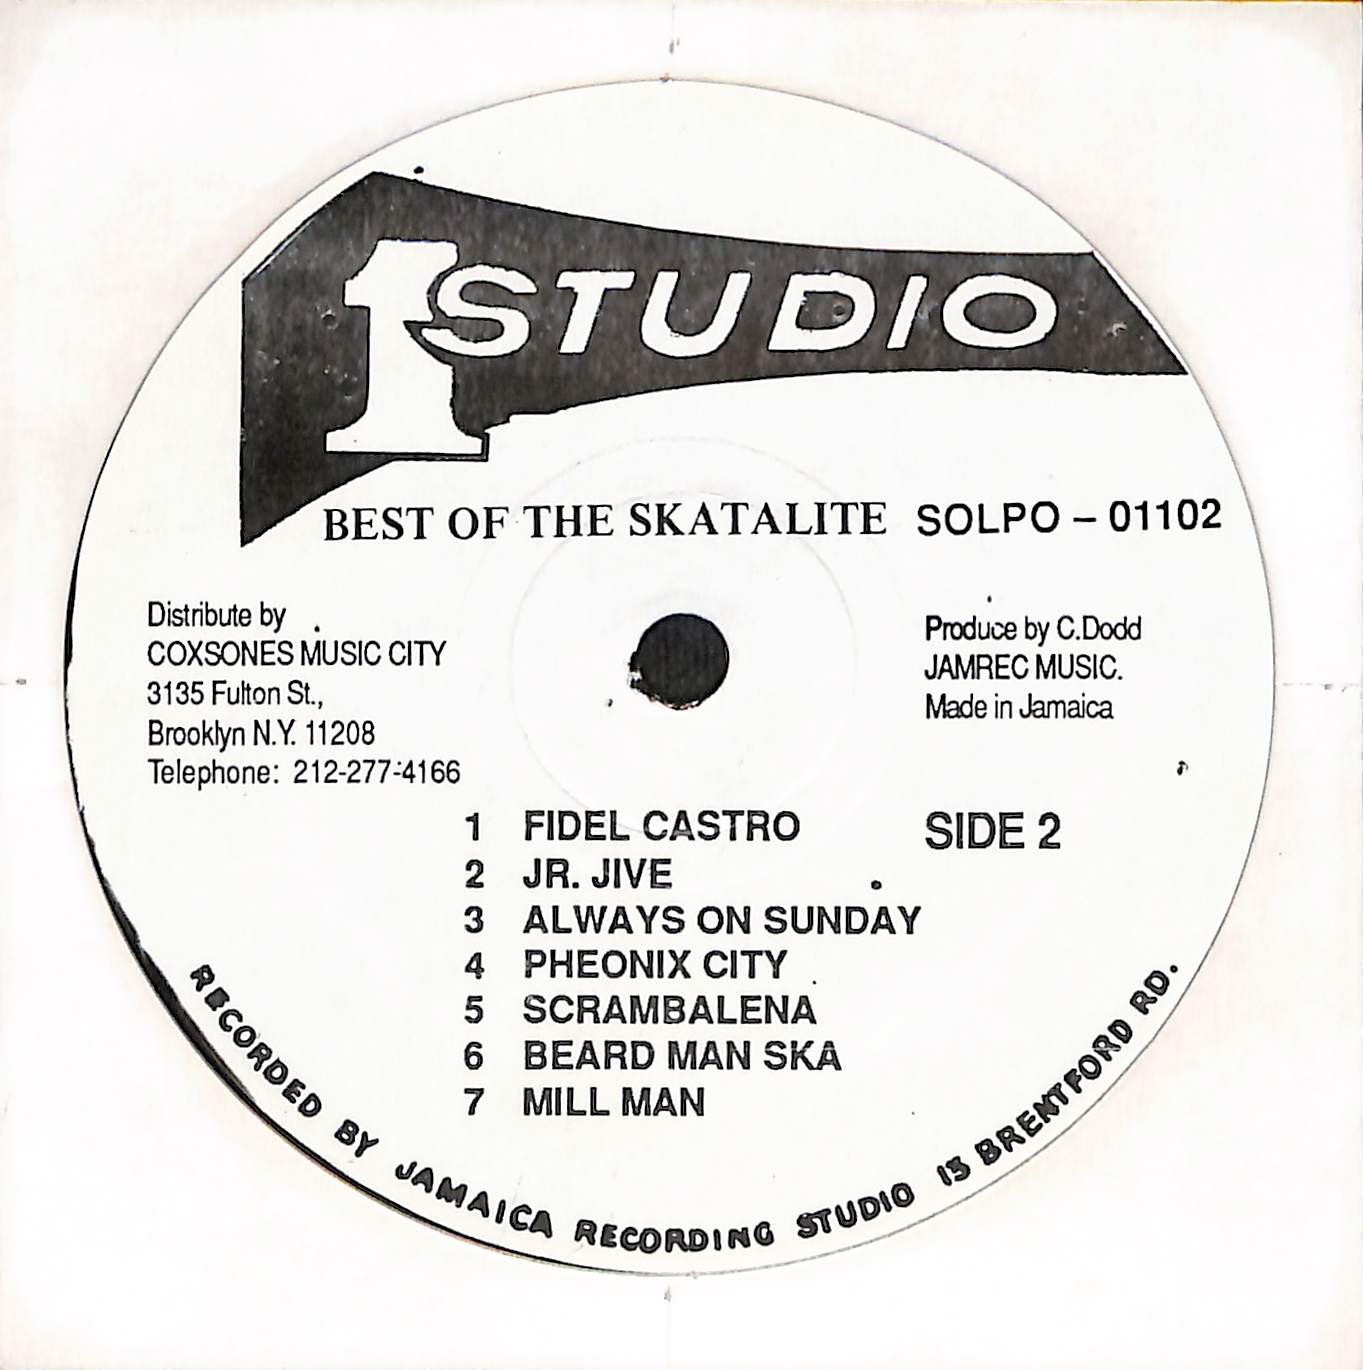 1 STUDIO
BEST OF THE SKATALITE SOLPO – 01102
Distribute by
COXSONES MUSIC CITY
3135 Fulton St.,
Brooklyn N.Y. 11208
Telephone: 212-277-4166
Produce by C.Dodd
JAMREC MUSIC.
Made in Jamaica
SIDE 2
1 FIDEL CASTRO
2 JR. JIVE
3 ALWAYS ON SUNDAY
4 PHEONIX CITY
5 SCRAMBALENA
6 BEARD MAN SKA
7 MILL MAN
RECORDED BY JAMAICA RECORDING STUDIO 13 BRENTFORD RD.